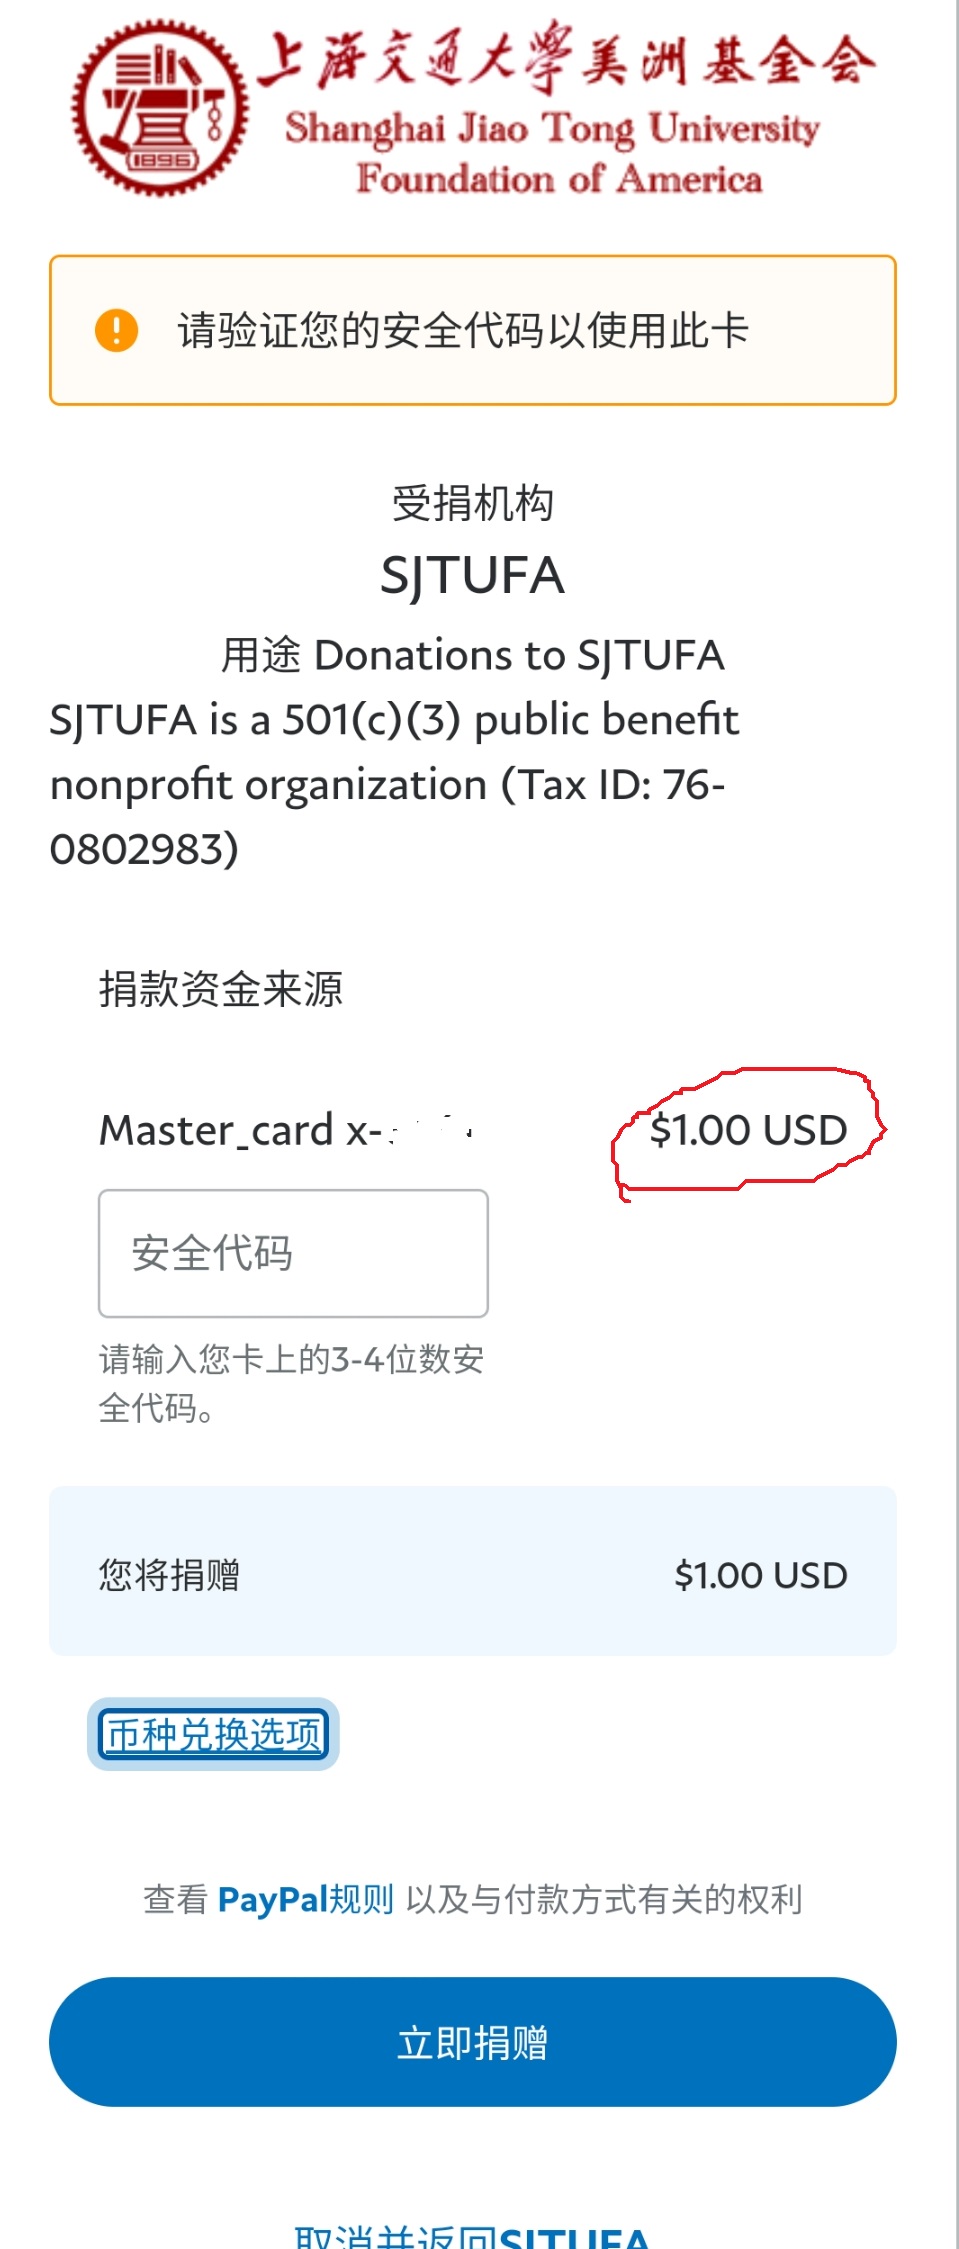 上海交通大學美洲基金会
Shanghai Jiao Tong University
Foundation of America
1896
请验证您的安全代码以使用此卡
受捐机构
SJTUFA
用途 Donations to SJTUFA
SJTUFA is a 501(c)(3) public benefit
nonprofit organization (Tax ID: 76-
0802983)
捐款资金来源
Master_card x-
$1.00 USD
安全代码
请输入您卡上的3-4位数安
全代码。
您将捐赠
$1.00 USD
币种兑换选项
查看 PayPal规则 以及与付款方式有关的权利
立即捐赠
取消并返回SJTUFA